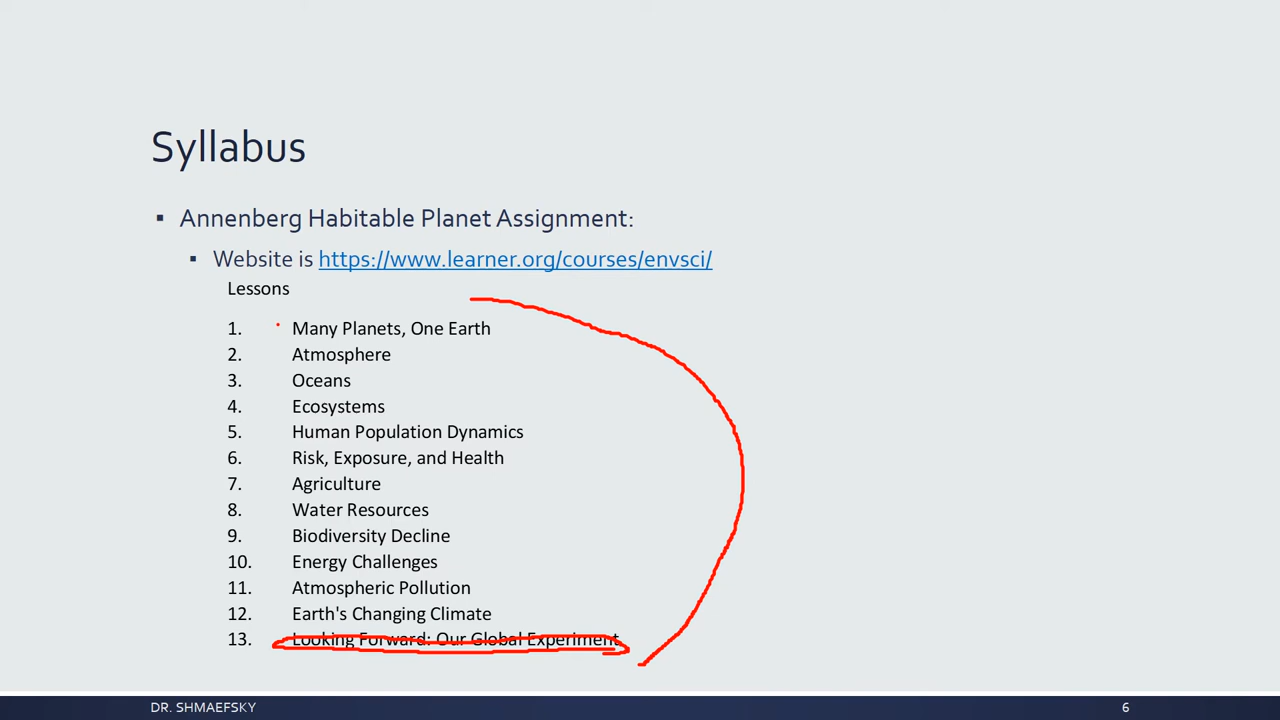 Syllabus
▪ Annenberg Habitable Planet Assignment:
▪ Website is https://www.learner.org/courses/envsci/
Lessons
1. Many Planets, One Earth
2. Atmosphere
3. Oceans
4. Ecosystems
5. Human Population Dynamics
6. Risk, Exposure, and Health
7. Agriculture
8. Water Resources
9. Biodiversity Decline
10. Energy Challenges
11. Atmospheric Pollution
12. Earth's Changing Climate
13. Looking Forward: Our Global Experiment
DR. SHMAEFSKY 6